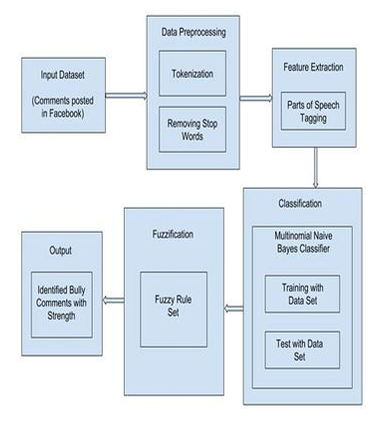 Input Dataset
(Comments posted
in Facebook)
Data Preprocessing
Tokenization
Removing Stop
Words
Feature Extraction
Parts of Speech
Tagging
Classification
Multinomial Naive
Bayes Classifier
Training with
Data Set
Test with Data
Set
Fuzzification
Fuzzy Rule
Set
Output
Identified Bully
Comments with
Strength